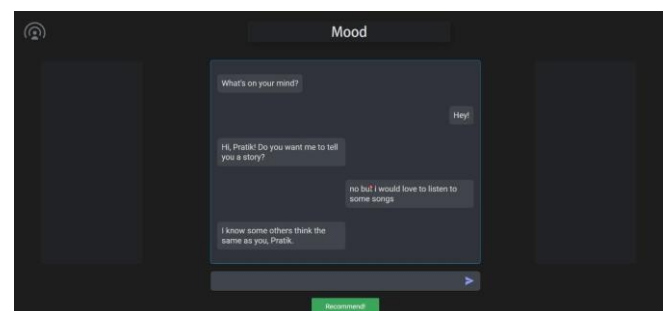 Mood
What's on your mind?
Hey!
Hi, Pratik! Do you want me to tell
you a story?
no but i would love to listen to
some songs
I know some others think the
same as you, Pratik.
Recommend!